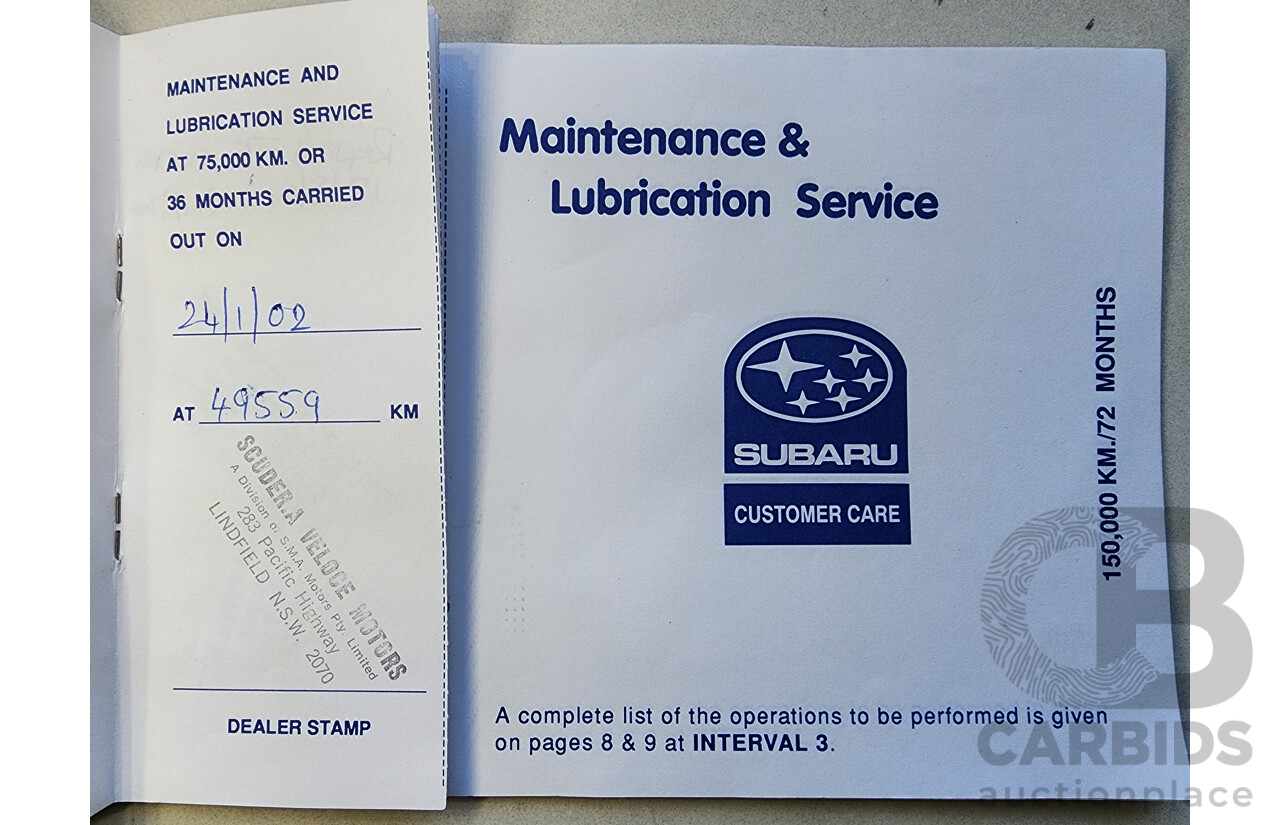 MAINTENANCE AND
LUBRICATION SERVICE
AT 75,000 KM. OR
36 MONTHS CARRIED
OUT ON
24/1/02
AT 49559 KM
SCUDER.A VELOCE MOTORS
A Division o. S.M.A. Motors Pty. Limited
283 Pacific Highway
LINDFIELD N.S.W. 2070
DEALER STAMP
Maintenance &
Lubrication Service
SUBARU
CUSTOMER CARE
150,000 KM./72 MONTHS
A complete list of the operations to be performed is given
on pages 8 & 9 at INTERVAL 3.
CB
CARBIDS
auctionplace